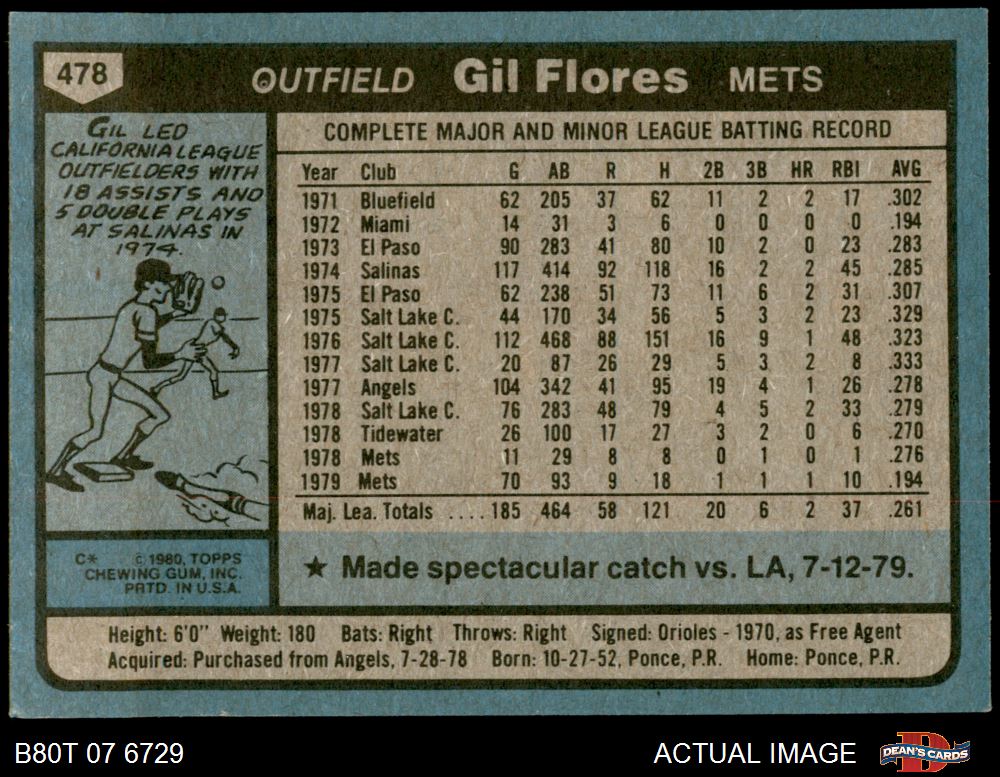 478
OUTFIELD Gil Flores METS
GIL LED
CALIFORNIA LEAGUE
OUTFIELDERS WITH
18 ASSISTS AND
5 DOUBLE PLAYS
AT SALINAS IN
1974.
COMPLETE MAJOR AND MINOR LEAGUE BATTING RECORD
Year Club G AB R H 2B 3B HR RBI AVG
1971 Bluefield 62 205 37 62 11 2 2 17 .302
1972 Miami 14 31 3 6 0 0 0 0 .194
1973 El Paso 90 283 41 80 10 2 0 23 .283
1974 Salinas 117 414 92 118 16 2 2 45 .285
1975 El Paso 62 238 51 73 11 6 2 31 .307
1975 Salt Lake C. 44 170 34 56 5 3 2 23 .329
1976 Salt Lake C. 112 468 88 151 16 9 1 48 .323
1977 Salt Lake C. 20 87 26 29 5 3 2 8 .333
1977 Angels 104 342 41 95 19 4 1 26 .278
1978 Salt Lake C. 76 283 48 79 4 5 2 33 .279
1978 Tidewater 26 100 17 27 3 2 0 6 .270
1978 Mets 11 29 8 8 0 1 0 1 .276
1979 Mets 70 93 9 18 1 1 1 10 .194
Maj. Lea. Totals ....185 464 58 121 20 6 2 37 .261
C* © 1980, TOPPS
CHEWING GUM, INC.
PRTD. IN U.S.A.
★ Made spectacular catch vs. LA, 7-12-79.
Height: 6'0" Weight: 180 Bats: Right Throws: Right Signed: Orioles - 1970, as Free Agent
Acquired: Purchased from Angels, 7-28-78 Born: 10-27-52, Ponce, P.R. Home: Ponce, P.R.
B80T 07 6729
ACTUAL IMAGE
DEAN'S CARDS